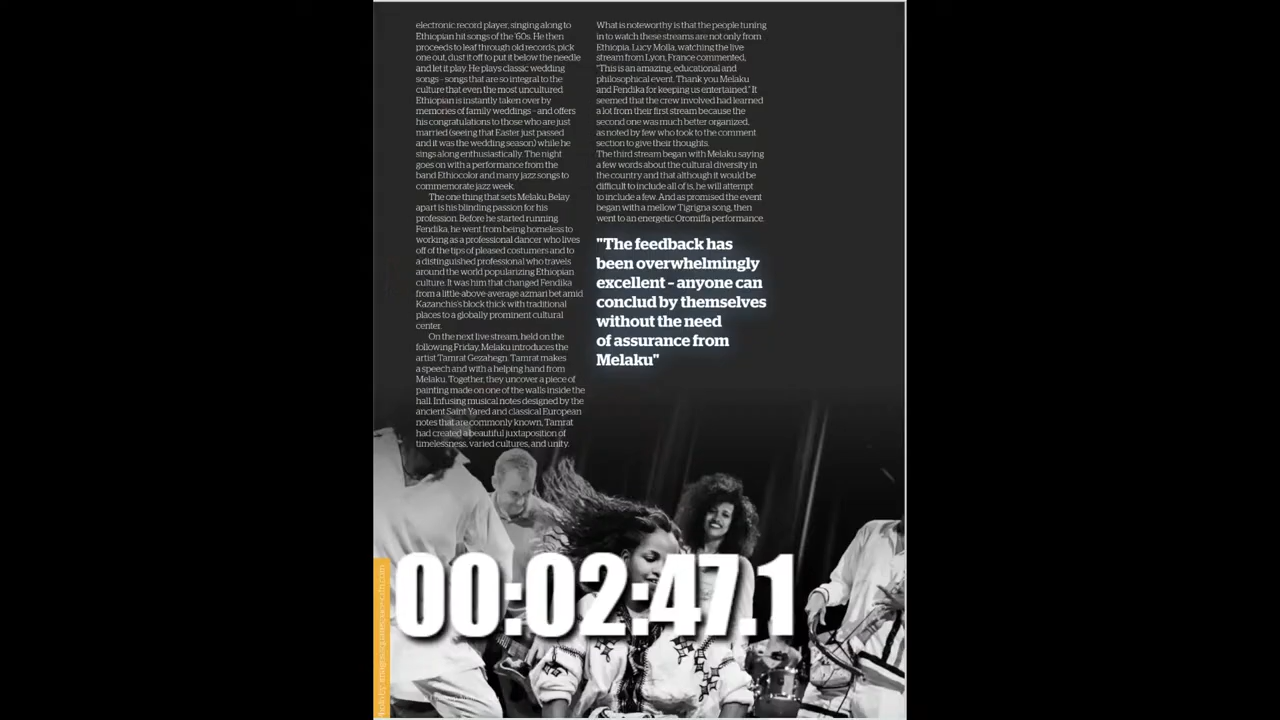 electronic record player, singing along to
Ethiopian hit songs of the '60s. He then
proceeds to leaf through old records, pick
one out, dust it off to put it below the needle
and let it play. He plays classic wedding
songs – songs that are so integral to the
culture that even the most uncultured
Ethiopian is instantly taken over by
memories of family weddings – and offers
his congratulations to those who are just
married (seeing that Easter just passed
and it was the wedding season) while he
sings along enthusiastically. The night
goes on with a performance from the
band Ethiocolor and many jazz songs to
commemorate jazz week.
The one thing that sets Melaku Belay
apart is his blinding passion for his
profession. Before he started running
Fendika, he went from being homeless to
working as a professional dancer who lives
off of the tips of pleased costumers and to
a distinguished professional who travels
around the world popularizing Ethiopian
culture. It was him that changed Fendika
from a little-above-average azmari bet amid
Kazanchis's block thick with traditional
places to a globally prominent cultural
center.
On the next live stream, held on the
following Friday, Melaku introduces the
artist Tamrat Gezahegn. Tamrat makes
a speech and with a helping hand from
Melaku. Together, they uncover a piece of
painting made on one of the walls inside the
hall. Infusing musical notes designed by the
ancient Saint Yared and classical European
notes that are commonly known, Tamrat
had created a beautiful juxtaposition of
timelessness, varied cultures, and unity.
What is noteworthy is that the people tuning
in to watch these streams are not only from
Ethiopia. Lucy Molla, watching the live
stream from Lyon, France commented,
"This is an amazing, educational and
philosophical event. Thank you Melaku
and Fendika for keeping us entertained." It
seemed that the crew involved had learned
a lot from their first stream because the
second one was much better organized,
as noted by few who took to the comment
section to give their thoughts.
The third stream began with Melaku saying
a few words about the cultural diversity in
the country and that although it would be
difficult to include all of is, he will attempt
to include a few. And as promised the event
began with a mellow Tigrigna song, then
went to an energetic Oromiffa performance.
"The feedback has
been overwhelmingly
excellent – anyone can
conclud by themselves
without the need
of assurance from
Melaku"
00:02:47.1